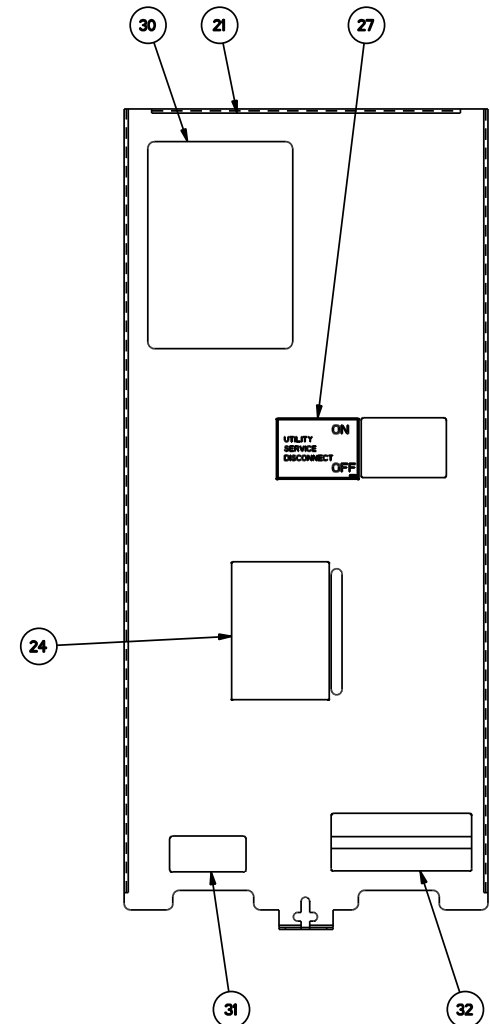 30 21 27
ON
UTILITY
SERVICE
DISCONNECT
OFF
24
31 32